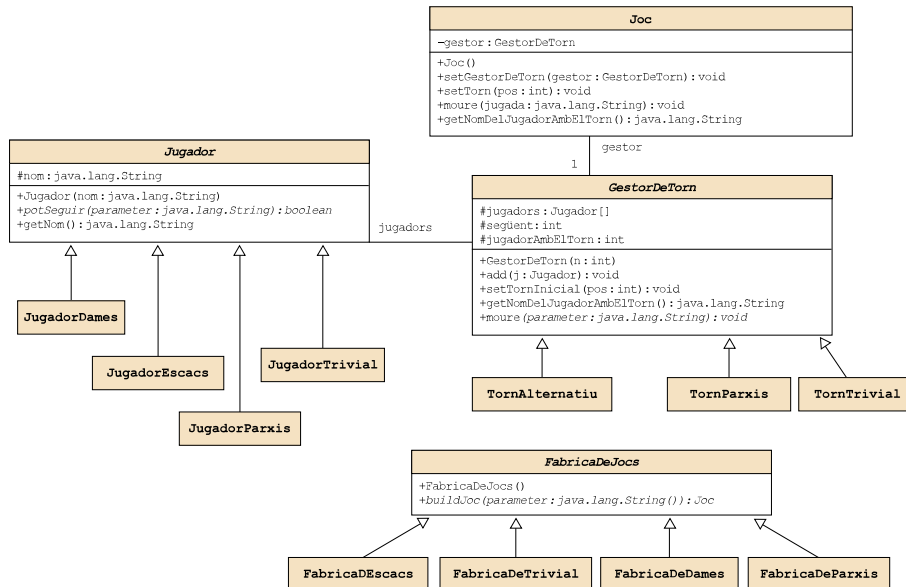 Joc
-gestor:GestorDeTorn
+Joc()
+setGestorDeTorn(gestor:GestorDeTorn):void
+setTorn(pos:int):void
+moure(jugada:java.lang.String):void
+getNomDelJugadorAmbElTorn():java.lang.String
gestor
1
Jugador
#nom:java.lang.String
+Jugador(nom:java.lang.String)
+potSeguir(parameter:java.lang.String):boolean
+getNom():java.lang.String
jugadors
GestorDeTorn
#jugadors:Jugador[]
#següent:int
#jugadorAmbElTorn:int
+GestorDeTorn(n:int)
+add(j:Jugador):void
+setTornInicial(pos:int):void
+getNomDelJugadorAmbElTorn():java.lang.String
+moure(parameter:java.lang.String):void
JugadorDames
JugadorEscacs
JugadorTrivial
JugadorParxis
TornAlternatiu
TornParxis
TornTrivial
FabricaDeJocs
+FabricaDeJocs()
+buildJoc(parameter:java.lang.String()):Joc
FabricaDEscacs
FabricaDeTrivial
FabricaDeDames
FabricaDeParxis